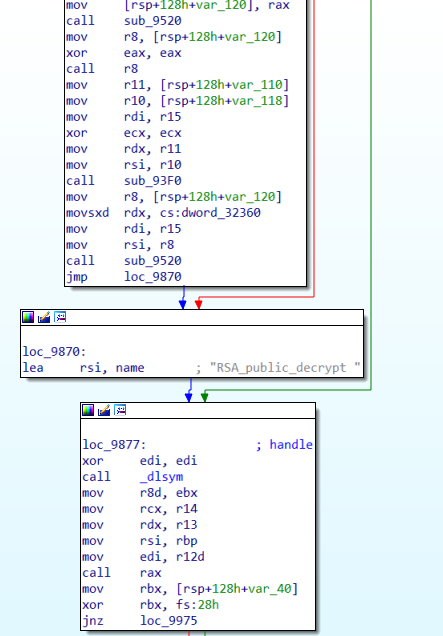 mov     [rsp+128h+var_120], rax
call    sub_9520
mov     r8, [rsp+128h+var_120]
xor     eax, eax
call    r8
mov     r11, [rsp+128h+var_110]
mov     r10, [rsp+128h+var_118]
mov     rdi, r15
xor     ecx, ecx
mov     rdx, r11
mov     rsi, r10
call    sub_93F0
mov     r8, [rsp+128h+var_120]
movsxd  rdx, cs:dword_32360
mov     rdi, r15
mov     rsi, r8
call    sub_9520
jmp     loc_9870
loc_9870:
lea     rsi, name       ; "RSA_public_decrypt "
loc_9877:               ; handle
xor     edi, edi
call    _dlsym
mov     r8d, ebx
mov     rcx, r14
mov     rdx, r13
mov     rsi, rbp
mov     edi, r12d
call    rax
mov     rbx, [rsp+128h+var_40]
xor     rbx, fs:28h
jnz     loc_9975